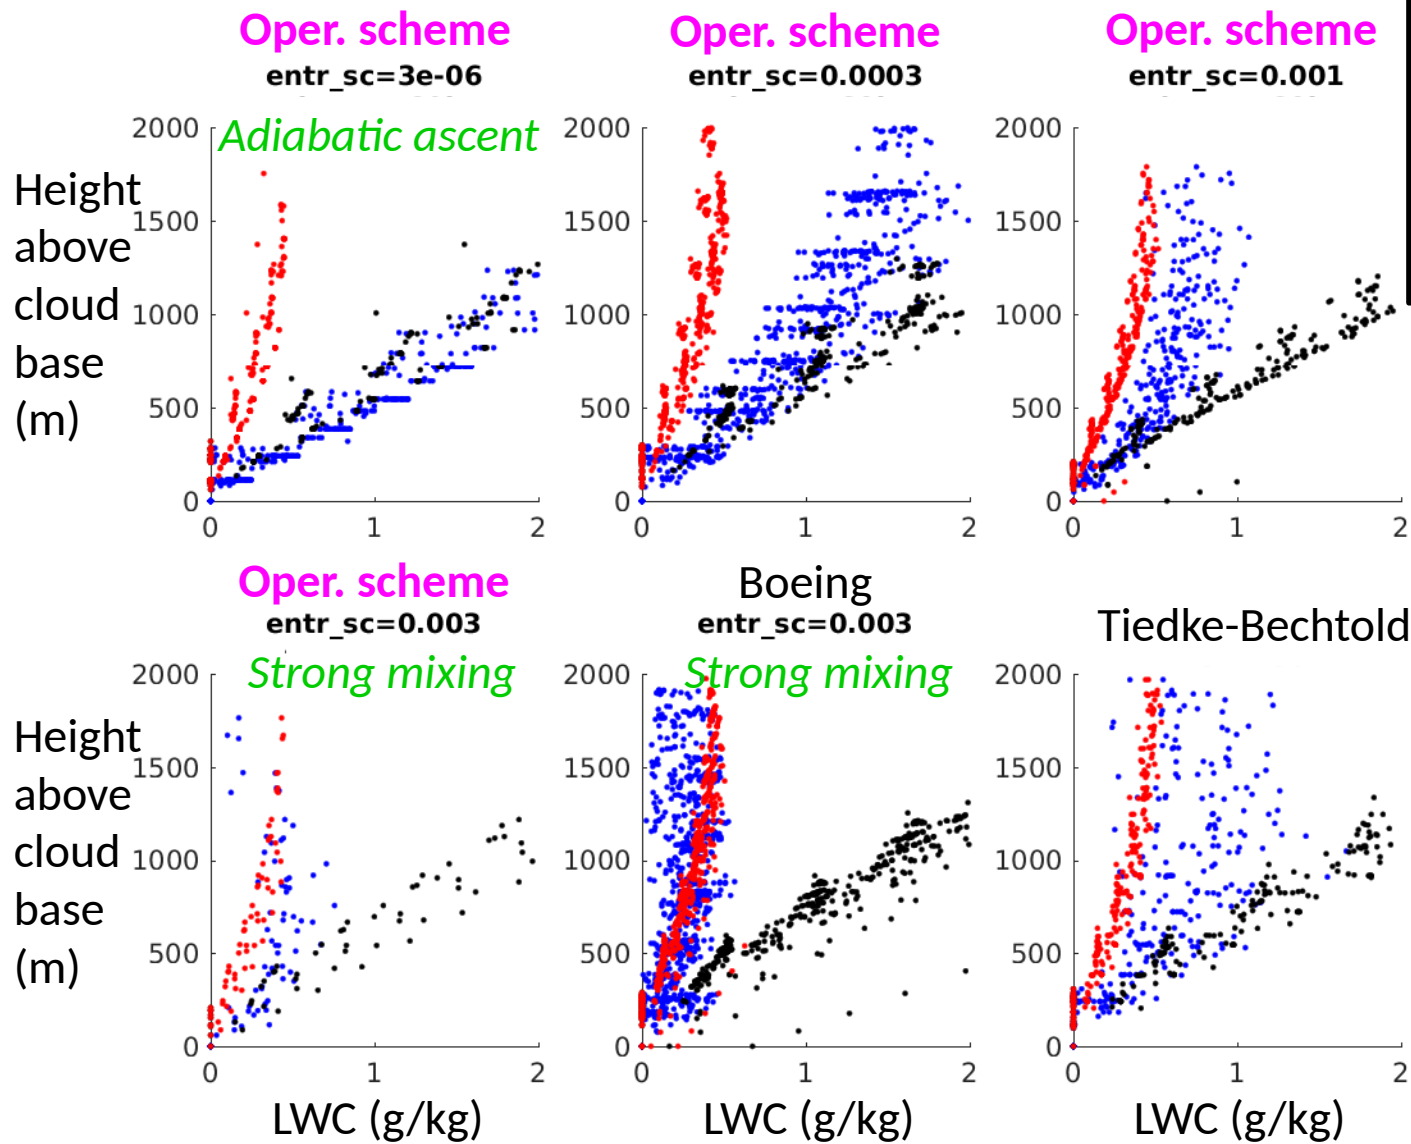 Oper. scheme Oper. scheme Oper. scheme
entr_sc=3e-06 entr_sc=0.0003 entr_sc=0.001
Adiabatic ascent
2000 2000 2000
Height
above
cloud
base
(m)
1500 1500 1500
1000 1000 1000
500 500 500
0 0 0
0 1 2 0 1 2 0 1 2
Oper. scheme Boeing
entr_sc=0.003 entr_sc=0.003 Tiedke-Bechtold
Strong mixing Strong mixing
2000 2000 2000
Height
above
cloud
base
(m)
1500 1500 1500
1000 1000 1000
500 500 500
0 0 0
0 1 2 0 1 2 0 1 2
LWC (g/kg) LWC (g/kg) LWC (g/kg)